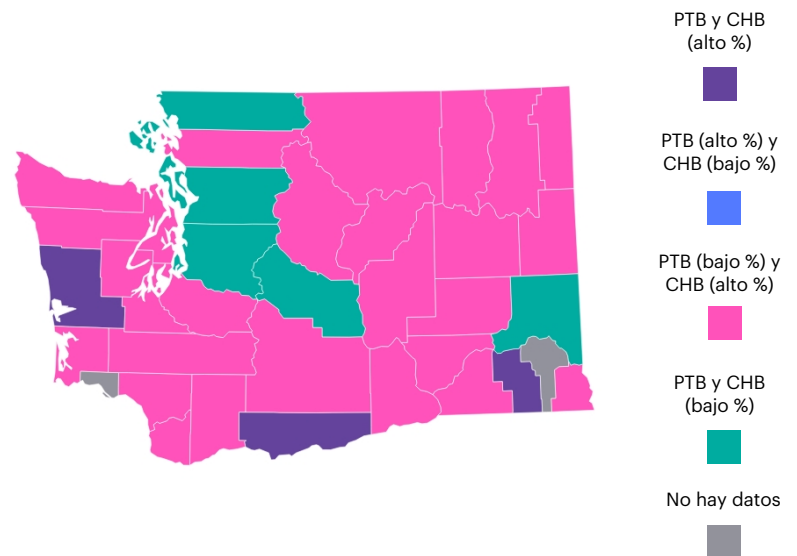 PTB y CHB
(alto %)
PTB (alto %) y
CHB (bajo %)
PTB (bajo %) y
CHB (alto %)
PTB y CHB
(bajo %)
No hay datos